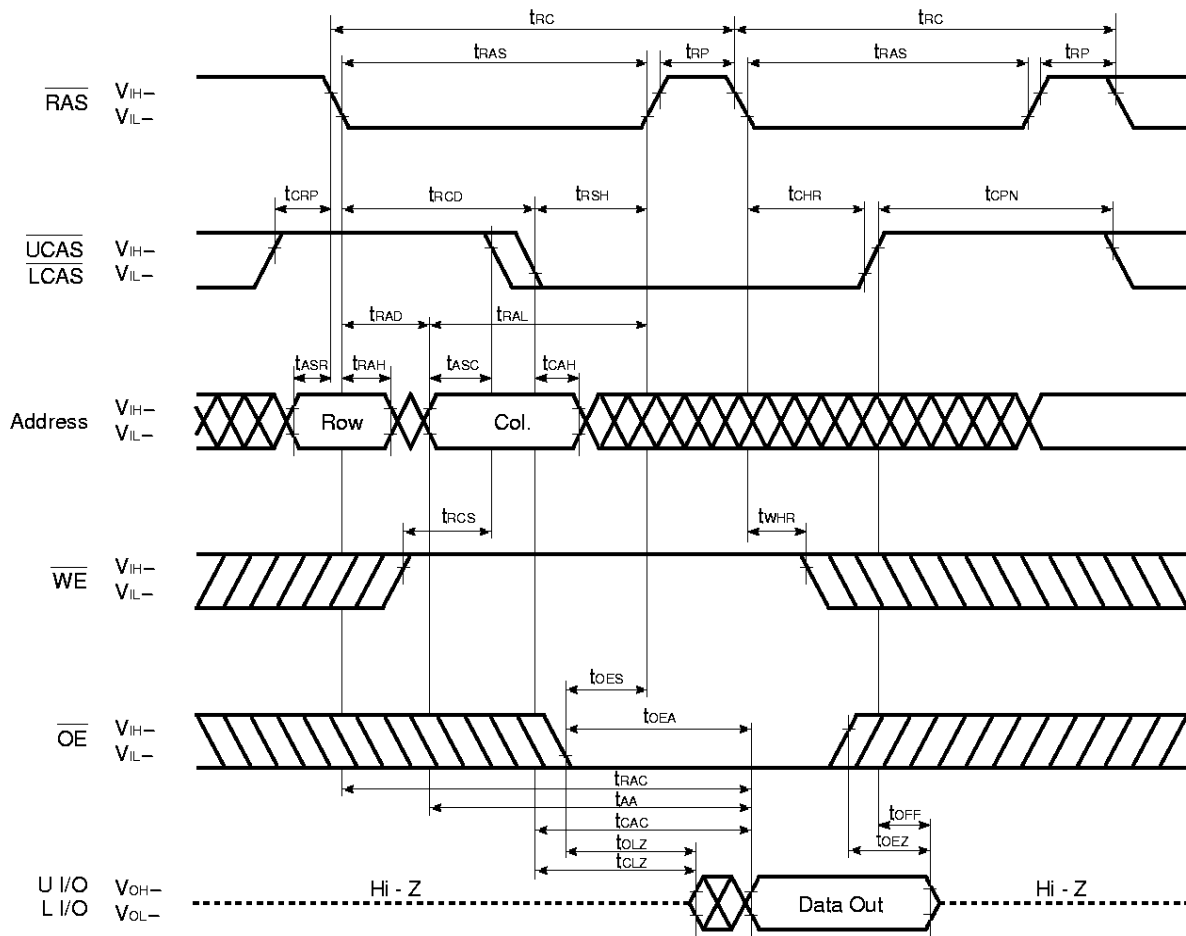 tRC tRC
tRAS tRP tRAS tRP
RAS VIH–
VIL–
tCRP tRCD tRSH tCHR tCPN
UCAS VIH–
LCAS VIL–
tRAD tRAL
tASR tRAH tASC tCAH
Address VIH–
VIL–
Row Col.
tRCS tWHR
WE VIH–
VIL–
tOES
tOEA
OE VIH–
VIL–
tRAC
tAA
tCAC tOFF
tOLZ tOEZ
tCLZ
U I/O VOH–
L I/O VOL–
Hi - Z Data Out Hi - Z